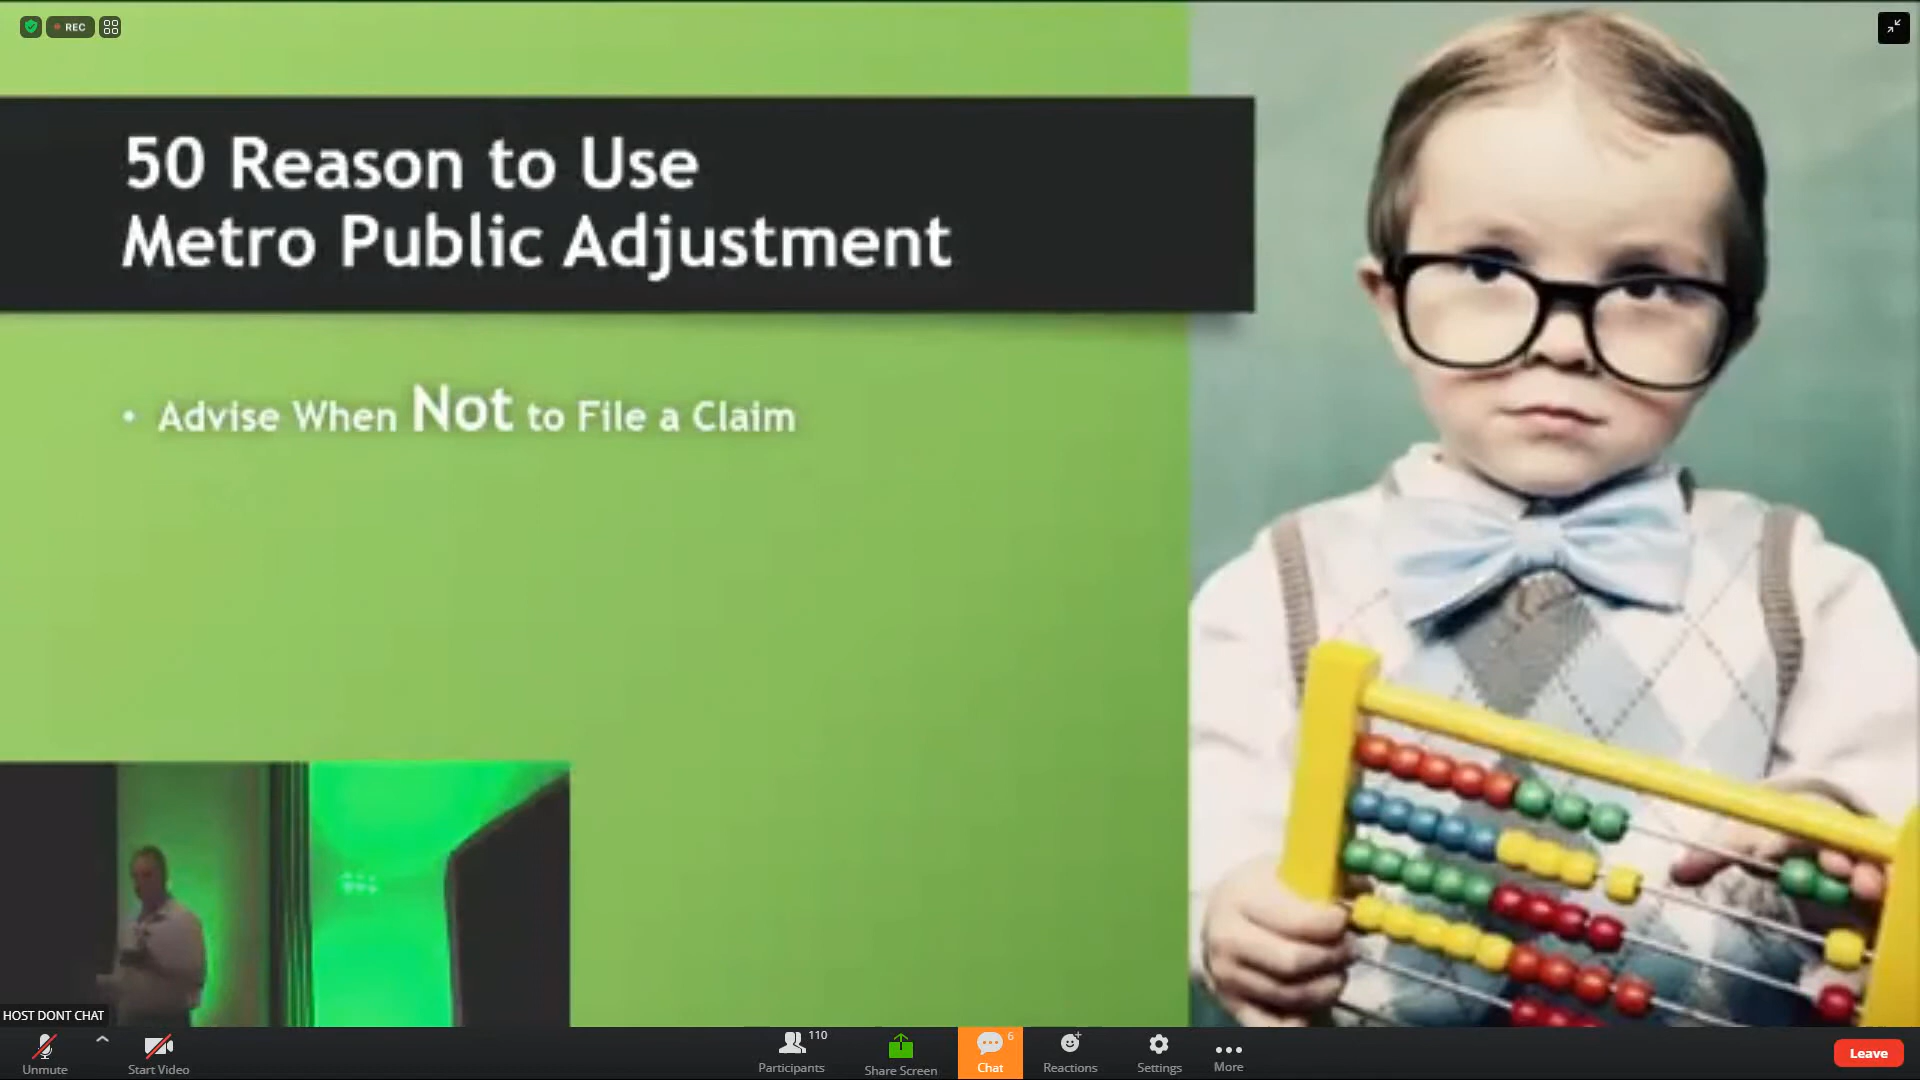 REC
50 Reason to Use
Metro Public Adjustment
• Advise When Not to File a Claim
HOST DONT CHAT
Unmute
Start Video
110
Participants
Share Screen
6
Chat
Reactions
Settings
More
Leave